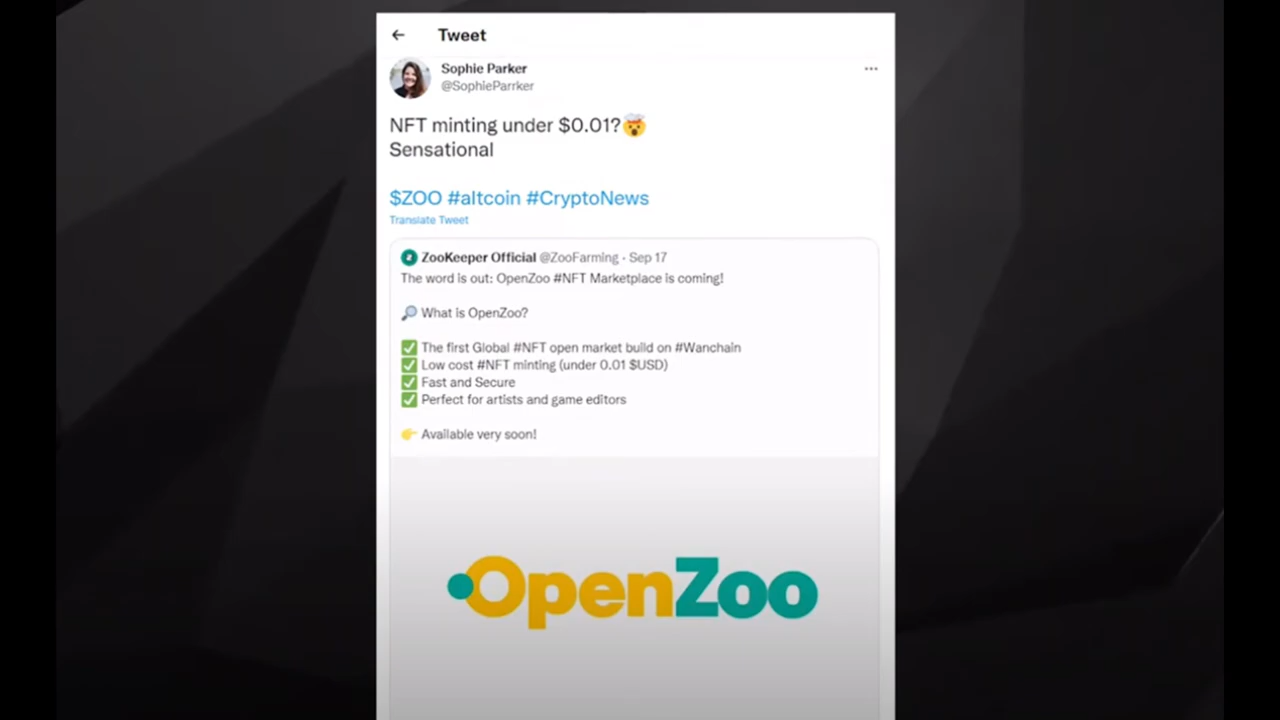 Tweet
Sophie Parker
@SophieParrker
NFT minting under $0.01?🤯
Sensational
$ZOO #altcoin #CryptoNews
Translate Tweet
ZooKeeper Official @ZooFarming · Sep 17
The word is out: OpenZoo #NFT Marketplace is coming!
🔎 What is OpenZoo?
✅ The first Global #NFT open market build on #Wanchain
✅ Low cost #NFT minting (under 0.01 $USD)
✅ Fast and Secure
✅ Perfect for artists and game editors
👉 Available very soon!
OpenZoo